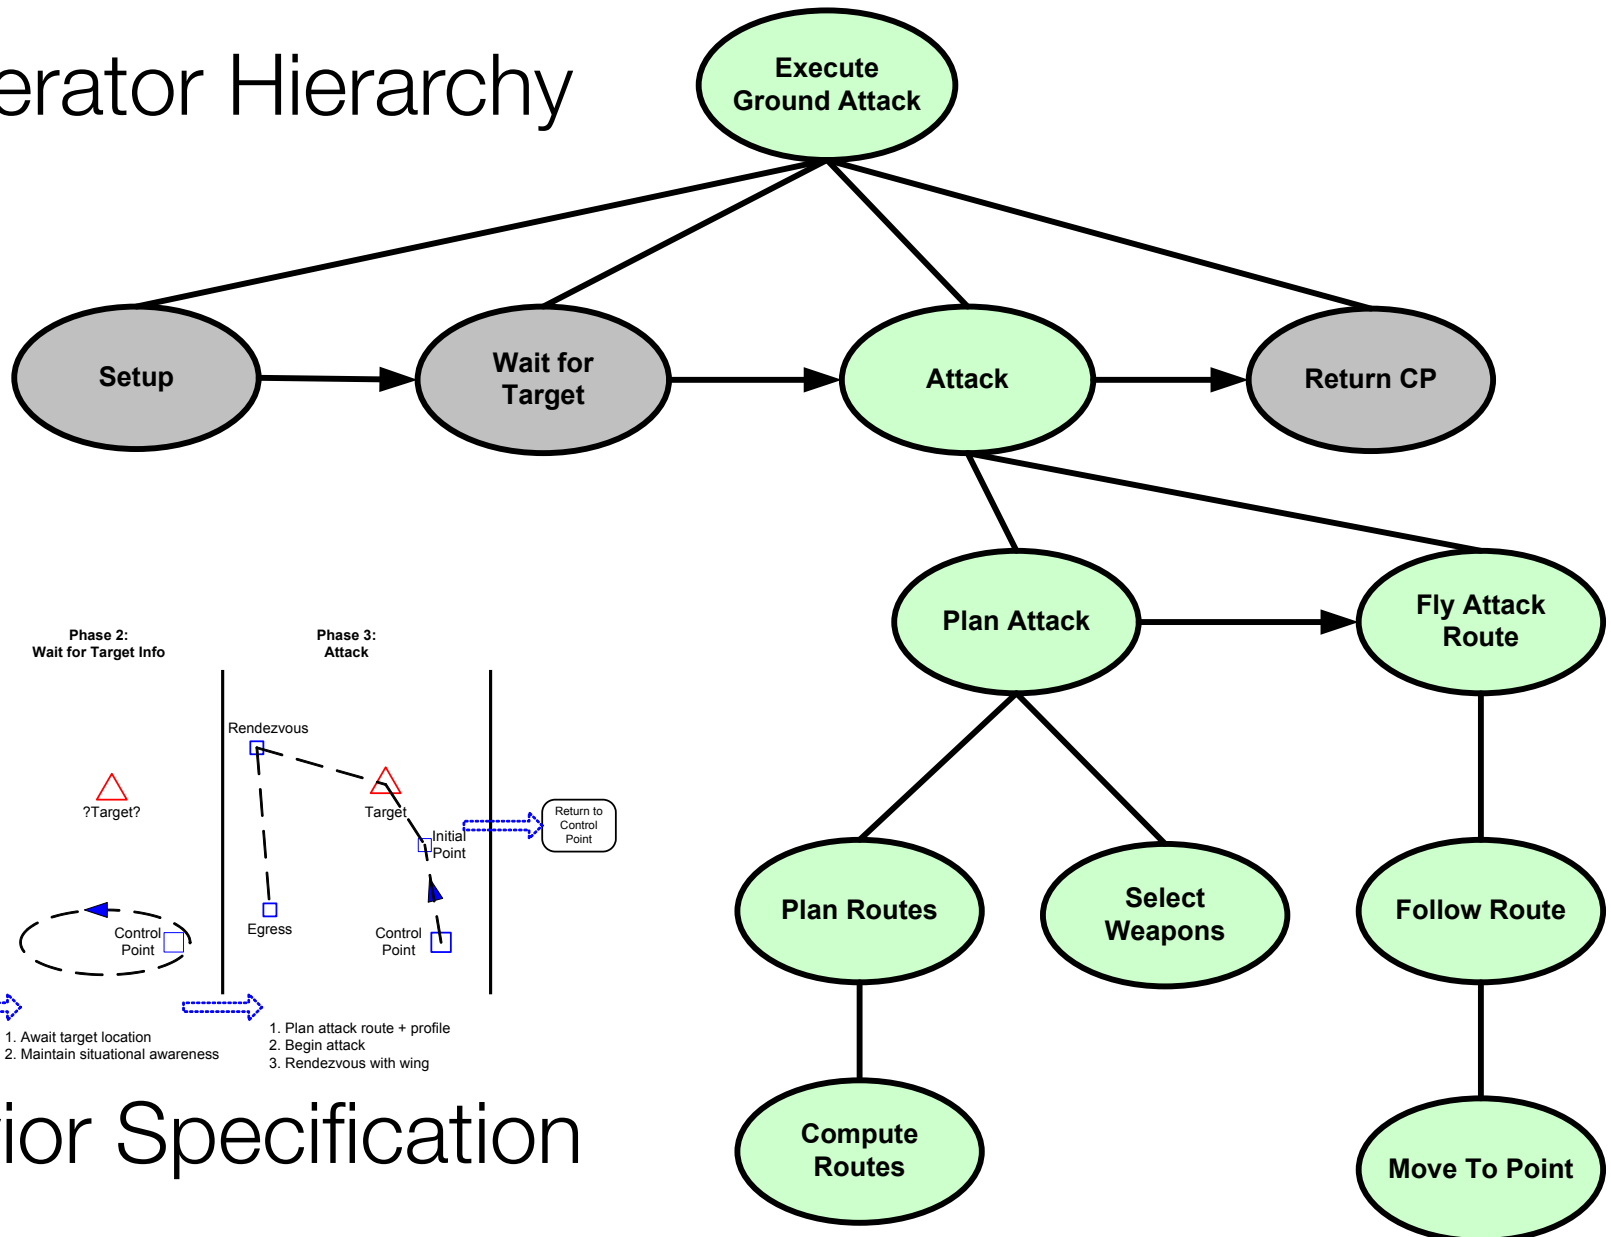 erator Hierarchy
Execute
Ground Attack
Setup
Wait for
Target
Attack
Return CP
Plan Attack
Fly Attack
Route
Plan Routes
Select
Weapons
Follow Route
Compute
Routes
Move To Point
Phase 2:
Wait for Target Info
Phase 3:
Attack
Rendezvous
?Target?
Target
Initial
Point
Return to
Control
Point
Control
Point
Egress
Control
Point
1. Await target location
2. Maintain situational awareness
1. Plan attack route + profile
2. Begin attack
3. Rendezvous with wing
ior Specification